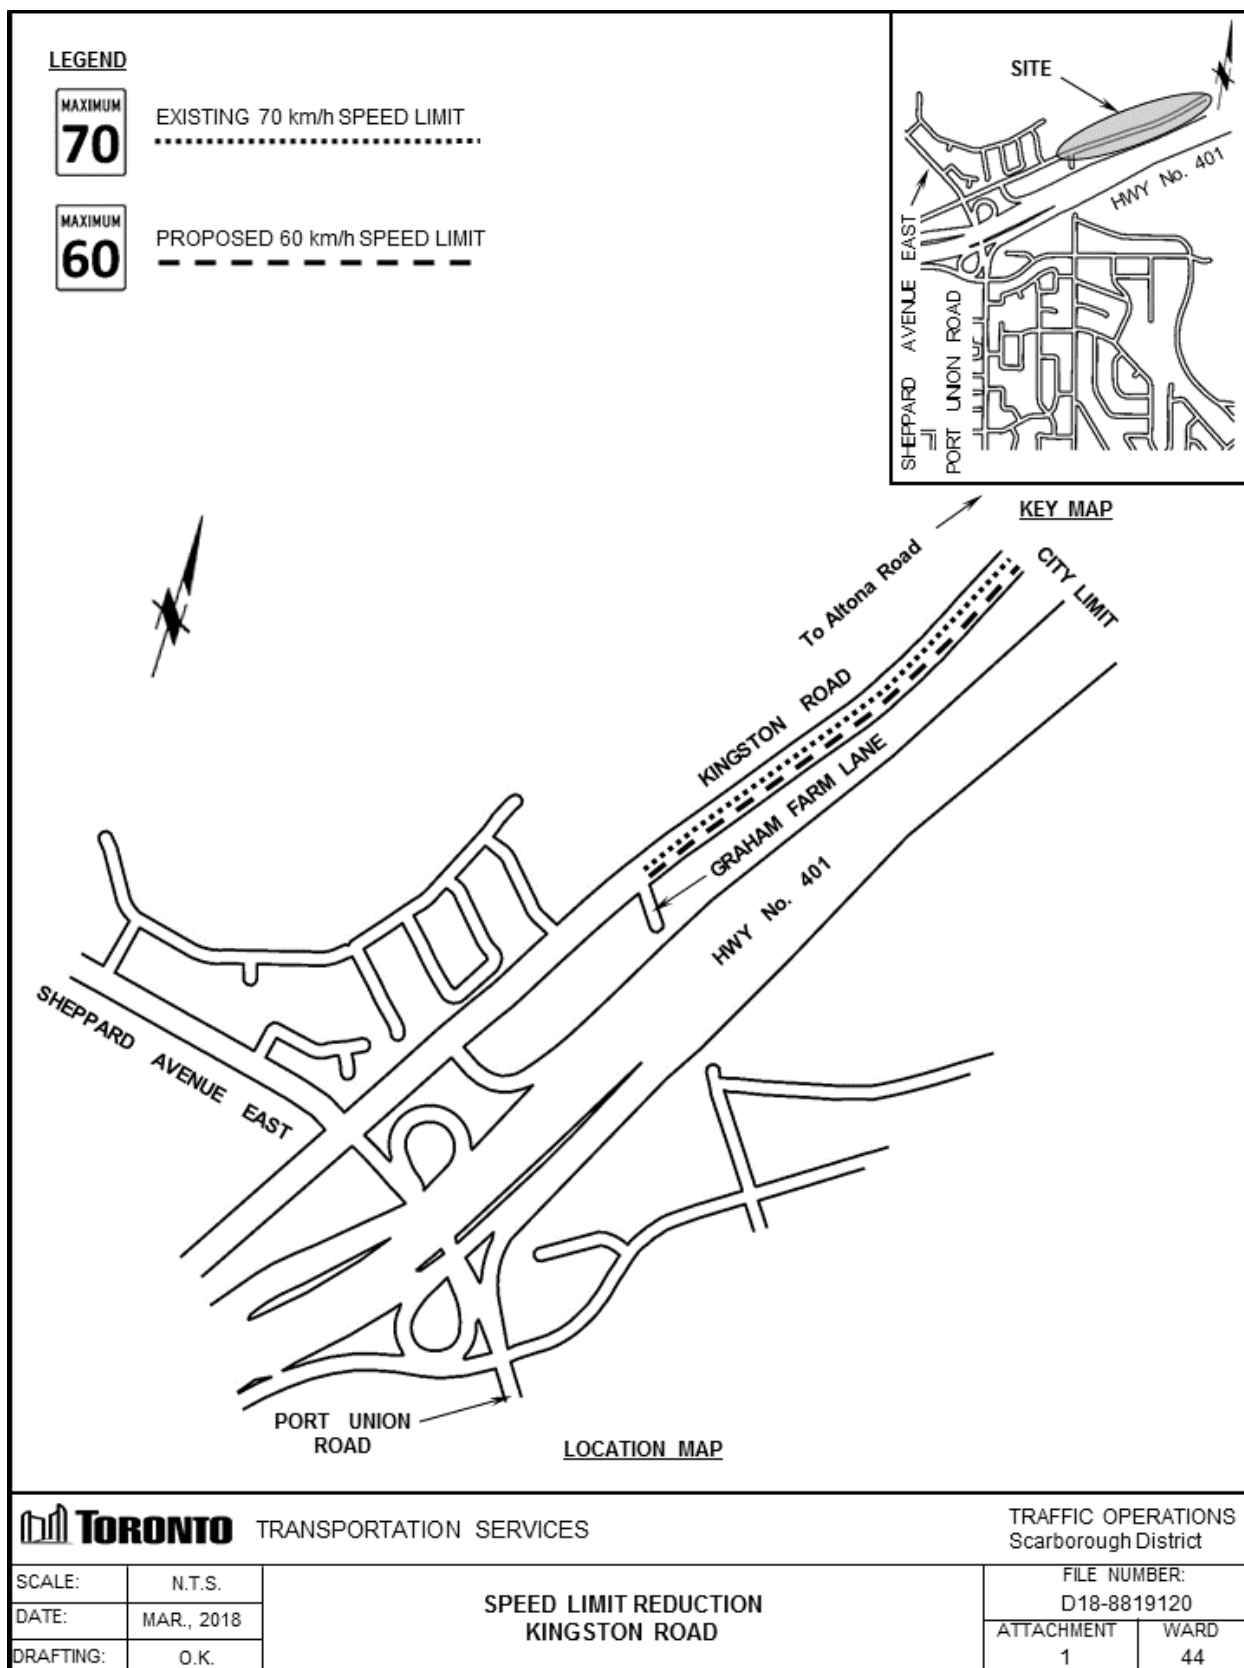 LEGEND
MAXIMUM
70
EXISTING 70 km/h SPEED LIMIT
MAXIMUM
60
PROPOSED 60 km/h SPEED LIMIT
SITE
HWY No. 401
SHEPPARD AVENUE EAST
PORT UNION ROAD
KEY MAP
To Altona Road
CITY LIMIT
KINGSTON ROAD
GRAHAM FARM LANE
HWY No. 401
SHEPPARD AVENUE EAST
PORT UNION
ROAD
LOCATION MAP
TORONTO TRANSPORTATION SERVICES
TRAFFIC OPERATIONS
Scarborough District
SCALE: N.T.S.
DATE: MAR., 2018
DRAFTING: O.K.
SPEED LIMIT REDUCTION
KINGSTON ROAD
FILE NUMBER:
D18-8819120
ATTACHMENT WARD
1 44